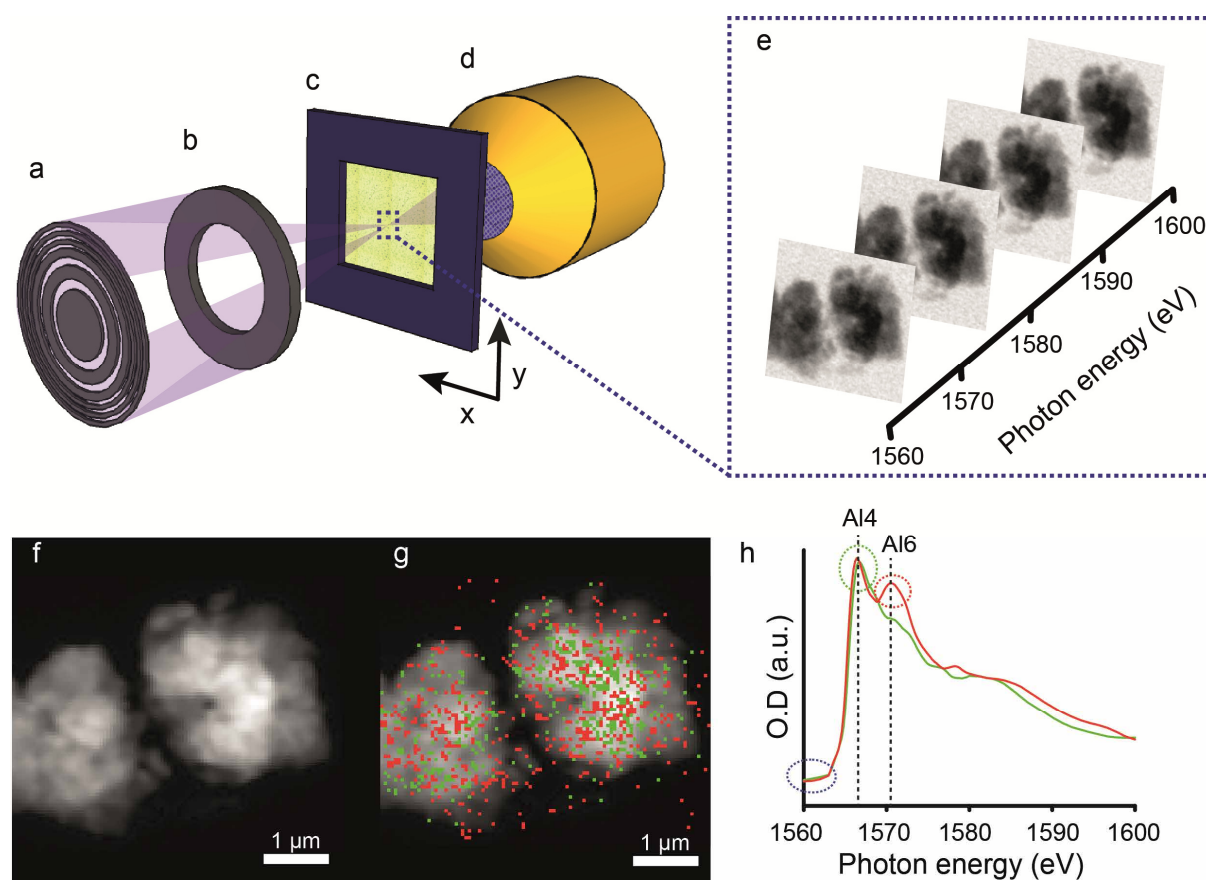 a
b
c
d
x
y
e
1560
1570
1580
1590
1600
Photon energy (eV)
f
1 µm
g
1 µm
h
Al4
Al6
O.D (a.u.)
1560 1570 1580 1590 1600
Photon energy (eV)